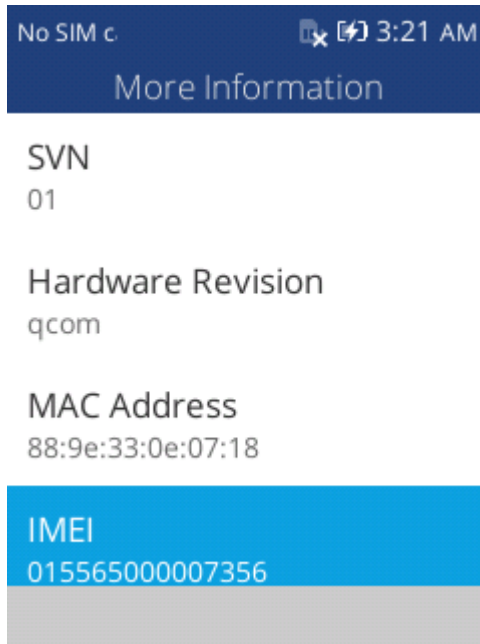 No SIM c
3:21 AM
More Information
SVN
01
Hardware Revision
qcom
MAC Address
88:9e:33:0e:07:18
IMEI
015565000007356